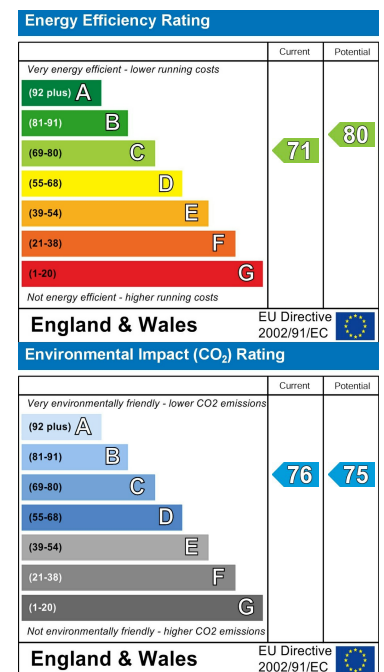 Energy Efficiency Rating
Current Potential
Very energy efficient - lower running costs
(92 plus) A
(81-91) B
(69-80) C
(55-68) D
(39-54) E
(21-38) F
(1-20) G
71 80
Not energy efficient - higher running costs
England & Wales
EU Directive
2002/91/EC
Environmental Impact (CO₂) Rating
Current Potential
Very environmentally friendly - lower CO2 emissions
(92 plus) A
(81-91) B
(69-80) C
(55-68) D
(39-54) E
(21-38) F
(1-20) G
76 75
Not environmentally friendly - higher CO2 emissions
England & Wales
EU Directive
2002/91/EC